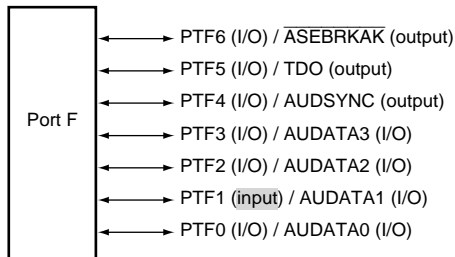 PTF6 (I/O) / ASEBRKAK (output)
PTF5 (I/O) / TDO (output)
PTF4 (I/O) / AUDSYNC (output)
Port F
PTF3 (I/O) / AUDATA3 (I/O)
PTF2 (I/O) / AUDATA2 (I/O)
PTF1 (input) / AUDATA1 (I/O)
PTF0 (I/O) / AUDATA0 (I/O)